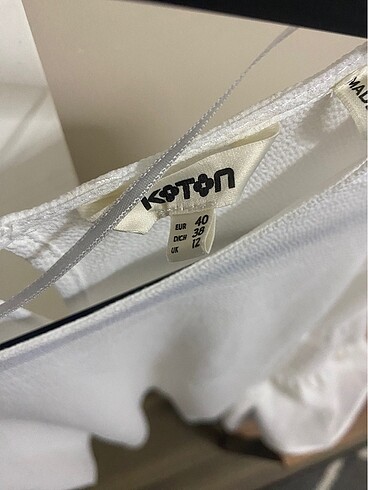 KOTON
EUR 40
D/CH 38
UK 12
MAD